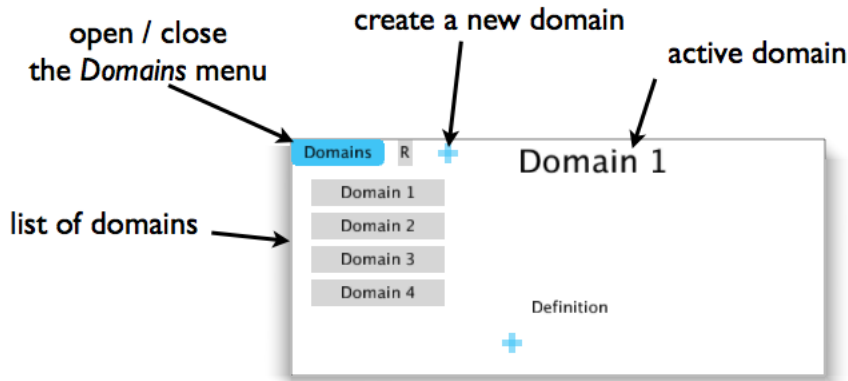 open / close
the Domains menu
create a new domain
active domain
Domains
R
Domain 1
list of domains
Domain 1
Domain 2
Domain 3
Domain 4
Definition